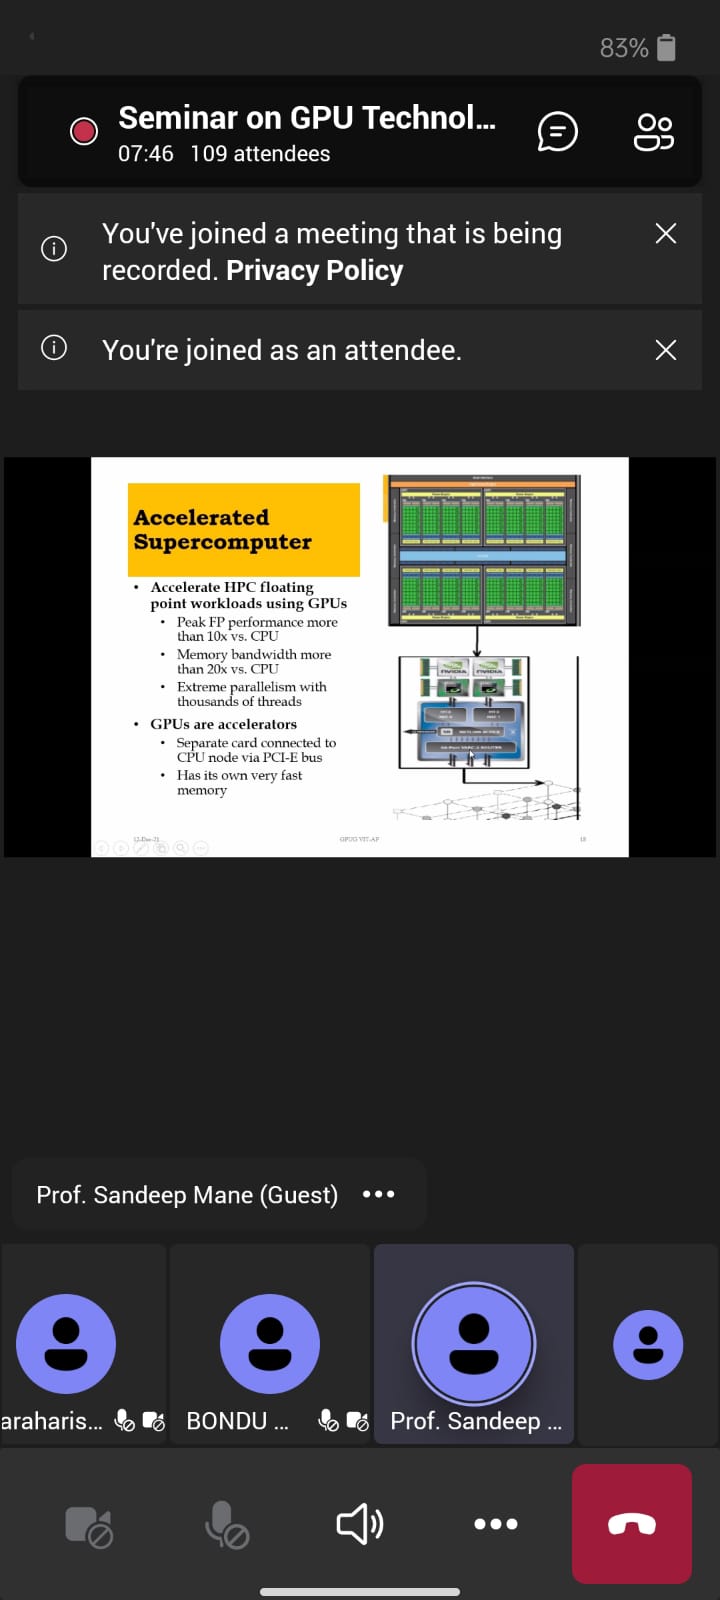 83%
Seminar on GPU Technol...
07:46 109 attendees
You've joined a meeting that is being
recorded. Privacy Policy
You're joined as an attendee.
Accelerated
Supercomputer
• Accelerate HPC floating
point workloads using GPUs
• Peak FP performance more
than 10x vs. CPU
• Memory bandwidth more
than 20x vs. CPU
• Extreme parallelism with
thousands of threads
• GPUs are accelerators
• Separate card connected to
CPU node via PCI-E bus
• Has its own very fast
memory
NVIDIA NVIDIA
12-Dec-21 GPUG VIT-AP
Prof. Sandeep Mane (Guest)
araharis... BONDU ... Prof. Sandeep ...